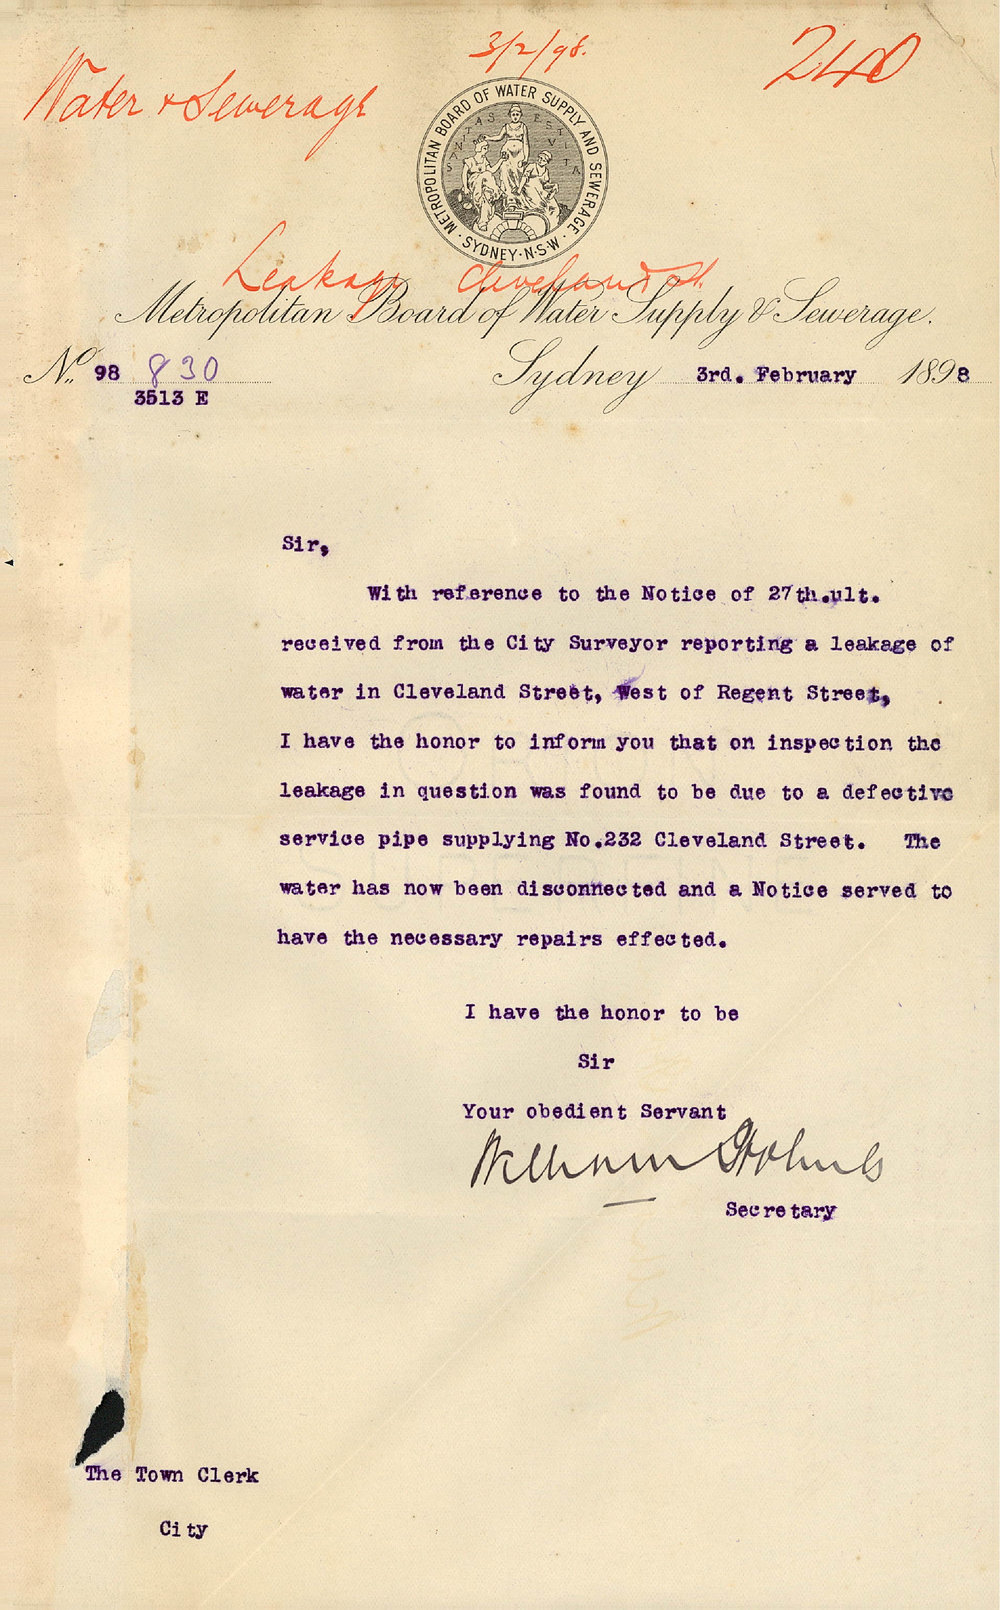 3/2/98.
240
Water & Sewerage
METROPOLITAN BOARD OF WATER SUPPLY AND SEWERAGE
· SYDNEY · N · S · W ·
SANITAS EST VITA
Leakage Cleveland St.
Metropolitan Board of Water Supply & Sewerage.
No. 98 830
3513 E
Sydney 3rd. February 1898
Sir,
With reference to the Notice of 27th.ult.
received from the City Surveyor reporting a leakage of
water in Cleveland Street, West of Regent Street,
I have the honor to inform you that on inspection the
leakage in question was found to be due to a defective
service pipe supplying No.232 Cleveland Street. The
water has now been disconnected and a Notice served to
have the necessary repairs effected.
I have the honor to be
Sir
Your obedient Servant
William
Secretary
The Town Clerk
City